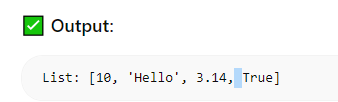 ✅ Output:
List: [10, 'Hello', 3.14, True]